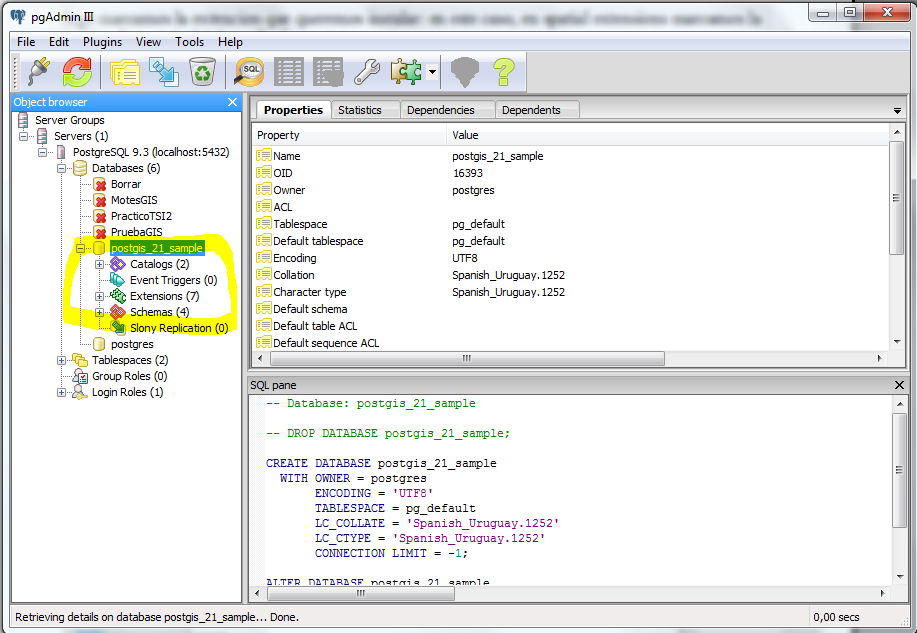 pgAdmin III
File Edit Plugins View Tools Help
SQL
Object browser
Server Groups
Servers (1)
PostgreSQL 9.3 (localhost:5432)
Databases (6)
Borrar
MotesGIS
PracticoTSI2
PruebaGIS
postgis_21_sample
Catalogs (2)
Event Triggers (0)
Extensions (7)
Schemas (4)
Slony Replication (0)
postgres
Tablespaces (2)
Group Roles (0)
Login Roles (1)
Properties Statistics Dependencies Dependents
Property Value
Name postgis_21_sample
OID 16393
Owner postgres
ACL
Tablespace pg_default
Default tablespace pg_default
Encoding UTF8
Collation Spanish_Uruguay.1252
Character type Spanish_Uruguay.1252
Default schema
Default table ACL
Default sequence ACL
SQL pane
-- Database: postgis_21_sample
-- DROP DATABASE postgis_21_sample;
CREATE DATABASE postgis_21_sample
WITH OWNER = postgres
ENCODING = 'UTF8'
TABLESPACE = pg_default
LC_COLLATE = 'Spanish_Uruguay.1252'
LC_CTYPE = 'Spanish_Uruguay.1252'
CONNECTION LIMIT = -1;
ALTER DATABASE postgis_21_sample
Retrieving details on database postgis_21_sample... Done. 0,00 secs